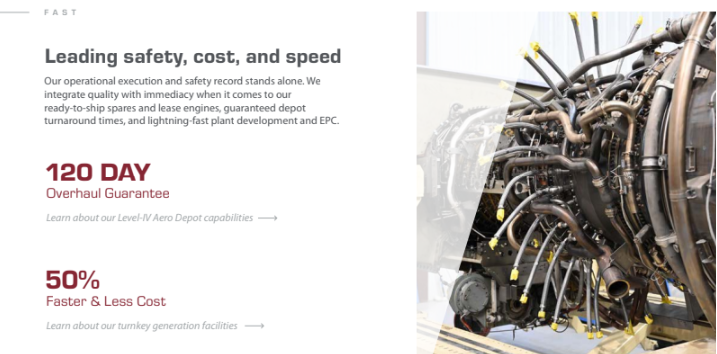 FAST
Leading safety, cost, and speed
Our operational execution and safety record stands alone. We
integrate quality with immediacy when it comes to our
ready-to-ship spares and lease engines, guaranteed depot
turnaround times, and lightning-fast plant development and EPC.
120 DAY
Overhaul Guarantee
Learn about our Level-IV Aero Depot capabilities ⟶
50%
Faster & Less Cost
Learn about our turnkey generation facilities ⟶